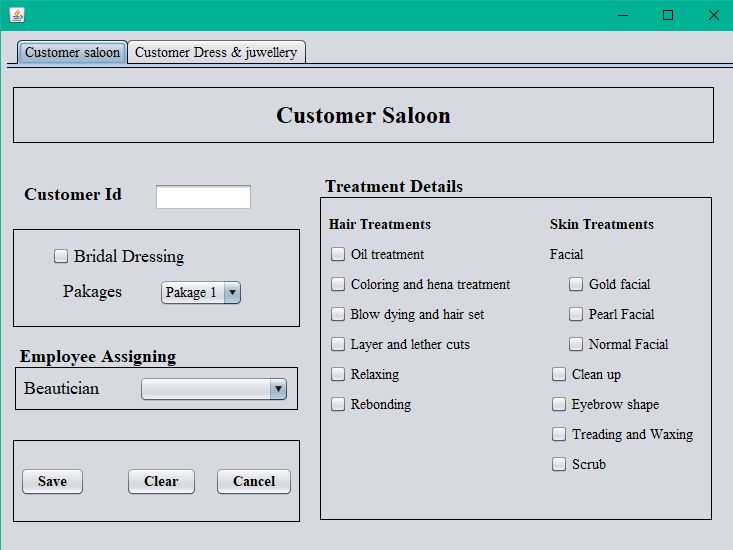 Customer saloon
Customer Dress & juwellery
Customer Saloon
Customer Id
Bridal Dressing
Pakages
Pakage 1
Employee Assigning
Beautician
Save
Clear
Cancel
Treatment Details
Hair Treatments
Oil treatment
Coloring and hena treatment
Blow dying and hair set
Layer and lether cuts
Relaxing
Rebonding
Skin Treatments
Facial
Gold facial
Pearl Facial
Normal Facial
Clean up
Eyebrow shape
Treading and Waxing
Scrub